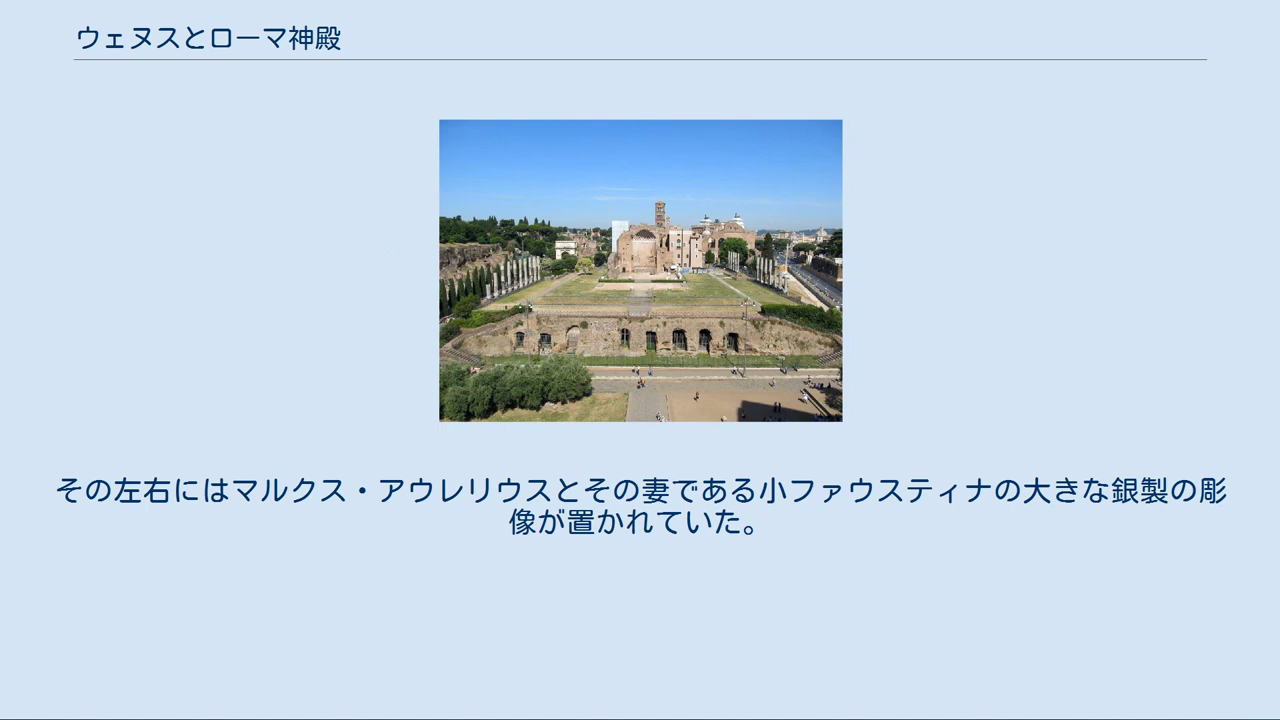 ウェヌスとローマ神殿
その左右にはマルクス・アウレリウスとその妻である小ファウスティナの大きな銀製の彫
像が置かれていた。